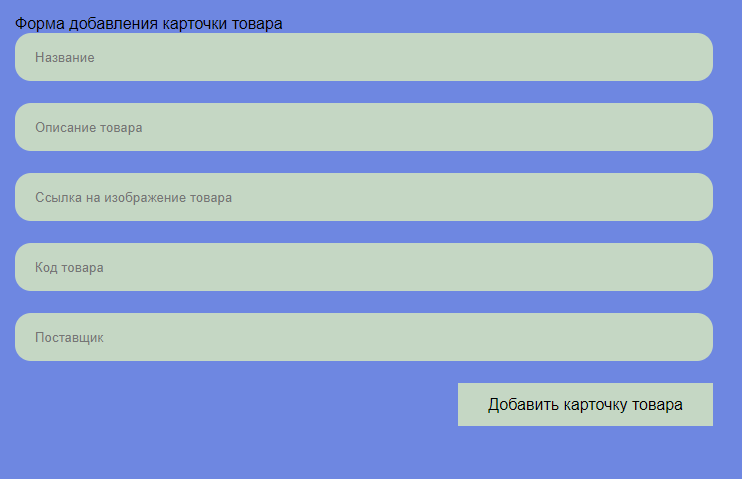 Форма добавления карточки товара
Название
Описание товара
Ссылка на изображение товара
Код товара
Поставщик
Добавить карточку товара